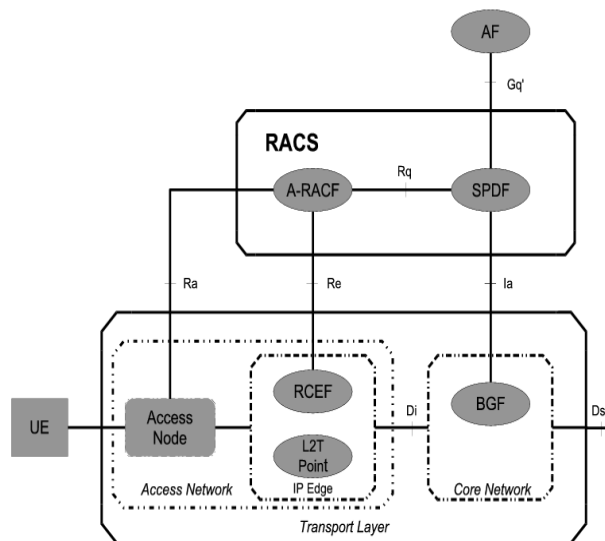 AF
Gq'
RACS
A-RACF
Rq
SPDF
Ra
Re
Ia
RCEF
BGF
UE
Access
Node
Di
Ds
L2T
Point
IP Edge
Access Network
Core Network
Transport Layer